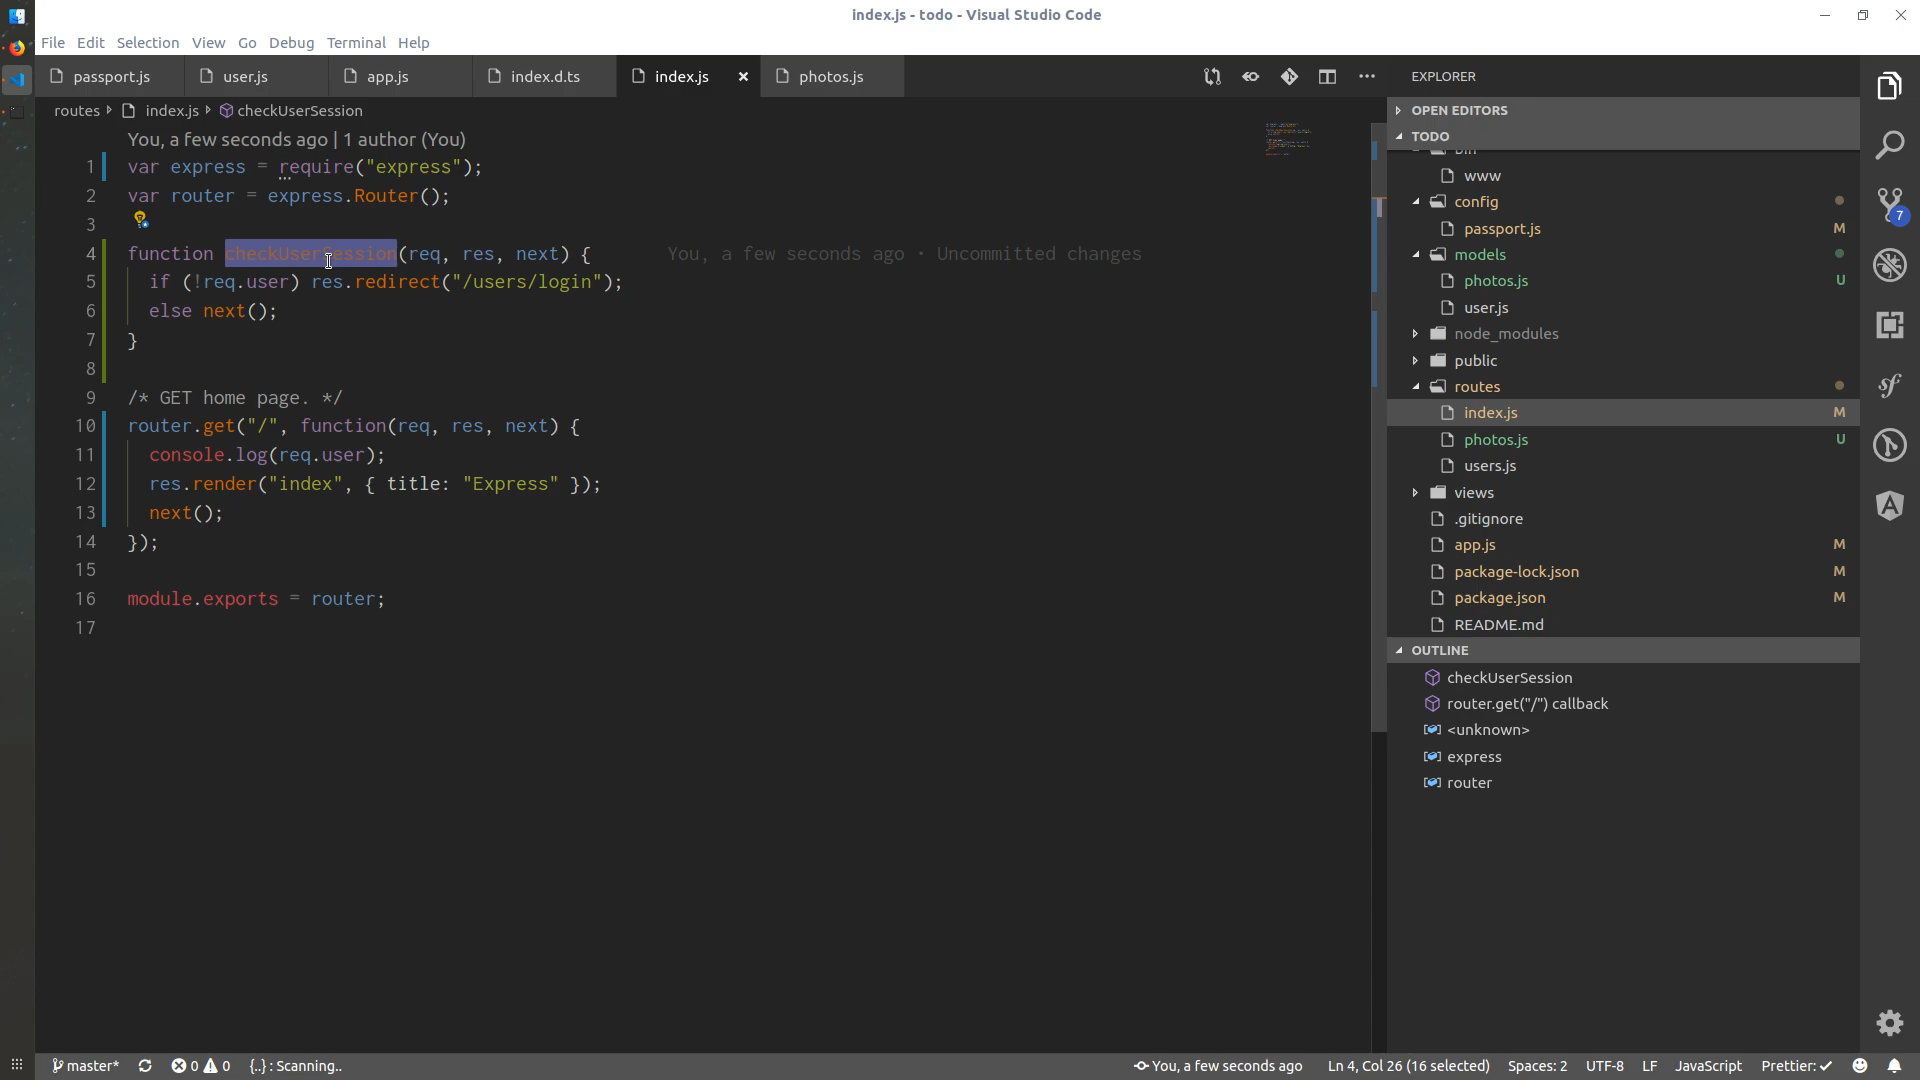 index.js - todo - Visual Studio Code
File Edit Selection View Go Debug Terminal Help
passport.js user.js app.js index.d.ts index.js photos.js
routes index.js checkUserSession
You, a few seconds ago | 1 author (You)
1 var express = require("express");
2 var router = express.Router();
3
4 function checkUserSession(req, res, next) { You, a few seconds ago • Uncommitted changes
5 if (!req.user) res.redirect("/users/login");
6 else next();
7 }
8
9 /* GET home page. */
10 router.get("/", function(req, res, next) {
11 console.log(req.user);
12 res.render("index", { title: "Express" });
13 next();
14 });
15
16 module.exports = router;
17
EXPLORER
OPEN EDITORS
TODO
bin
www
config
passport.js M
models
photos.js U
user.js
node_modules
public
routes
index.js M
photos.js U
users.js
views
.gitignore
app.js M
package-lock.json M
package.json M
README.md
OUTLINE
checkUserSession
router.get("/") callback
<unknown>
express
router
7
master* 0 0 {..} : Scanning.. You, a few seconds ago Ln 4, Col 26 (16 selected) Spaces: 2 UTF-8 LF JavaScript Prettier: ✓